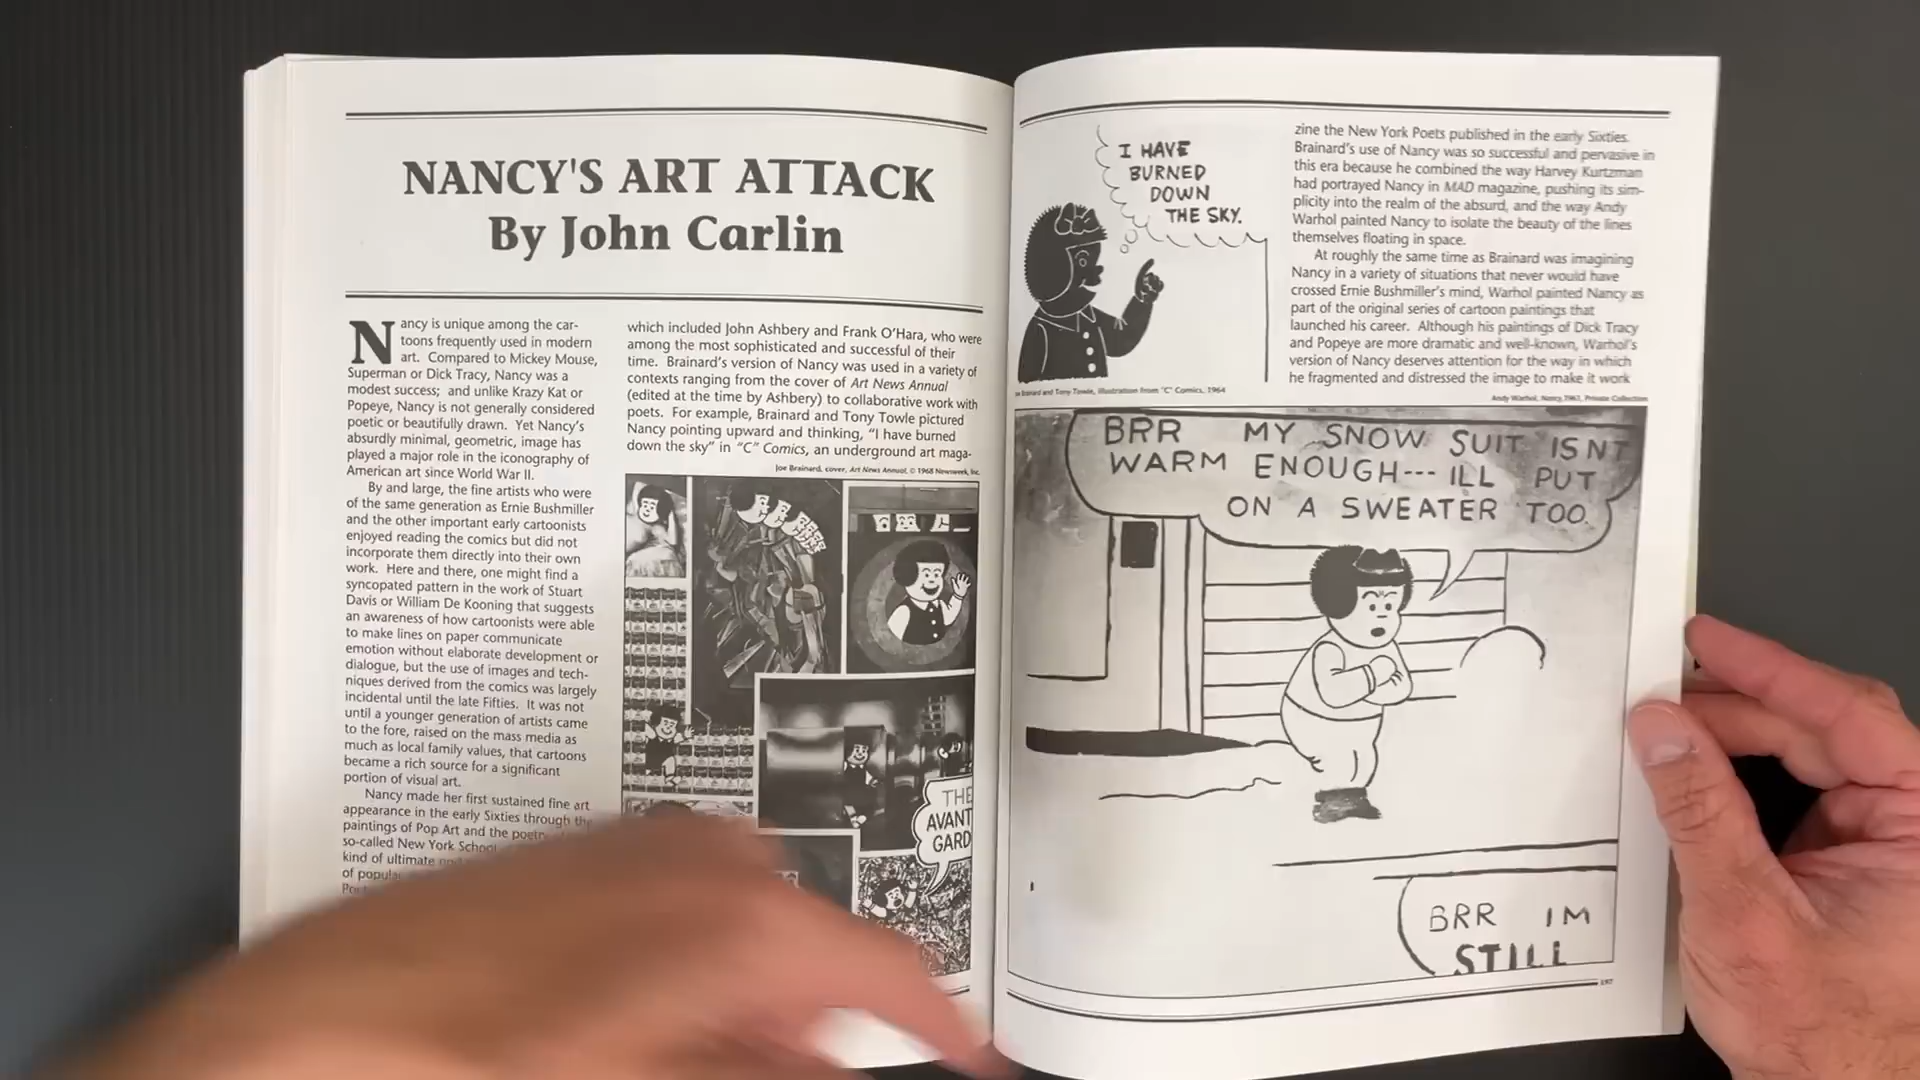 NANCY'S ART ATTACK
By John Carlin
Nancy is unique among the car-
toons frequently used in modern
art. Compared to Mickey Mouse,
Superman or Dick Tracy, Nancy was a
modest success; and unlike Krazy Kat or
Popeye, Nancy is not generally considered
poetic or beautifully drawn. Yet Nancy's
absurdly minimal, geometric, image has
played a major role in the iconography of
American art since World War II.
By and large, the fine artists who were
of the same generation as Ernie Bushmiller
and the other important early cartoonists
enjoyed reading the comics but did not
incorporate them directly into their own
work. Here and there, one might find a
syncopated pattern in the work of Stuart
Davis or William De Kooning that suggests
an awareness of how cartoonists were able
to make lines on paper communicate
emotion without elaborate development or
dialogue, but the use of images and tech-
niques derived from the comics was largely
incidental until the late Fifties. It was not
until a younger generation of artists came
to the fore, raised on the mass media as
much as local family values, that cartoons
became a rich source for a significant
portion of visual art.
Nancy made her first sustained fine art
appearance in the early Sixties through the
paintings of Pop Art and the poetry
so-called New York School
kind of ultimate
of popular
which included John Ashbery and Frank O'Hara, who were
among the most sophisticated and successful of their
time. Brainard's version of Nancy was used in a variety of
contexts ranging from the cover of Art News Annual
(edited at the time by Ashbery) to collaborative work with
poets. For example, Brainard and Tony Towle pictured
Nancy pointing upward and thinking, "I have burned
down the sky" in "C" Comics, an underground art maga-
Joe Brainard, cover, Art News Annual, © 1968 Newsweek, Inc.
THE
AVANT
GARD
I HAVE
BURNED
DOWN
THE SKY.
Brainard and Tony Towle, illustration from "C" Comics, 1964
zine the New York Poets published in the early Sixties.
Brainard's use of Nancy was so successful and pervasive in
this era because he combined the way Harvey Kurtzman
had portrayed Nancy in MAD magazine, pushing its sim-
plicity into the realm of the absurd, and the way Andy
Warhol painted Nancy to isolate the beauty of the lines
themselves floating in space.
At roughly the same time as Brainard was imagining
Nancy in a variety of situations that never would have
crossed Ernie Bushmiller's mind, Warhol painted Nancy as
part of the original series of cartoon paintings that
launched his career. Although his paintings of Dick Tracy
and Popeye are more dramatic and well-known, Warhol's
version of Nancy deserves attention for the way in which
he fragmented and distressed the image to make it work
Andy Warhol, Nancy, 1961, Private Collection
BRR MY SNOW SUIT ISNT
WARM ENOUGH--- ILL PUT
ON A SWEATER TOO.
BRR IM
STILL